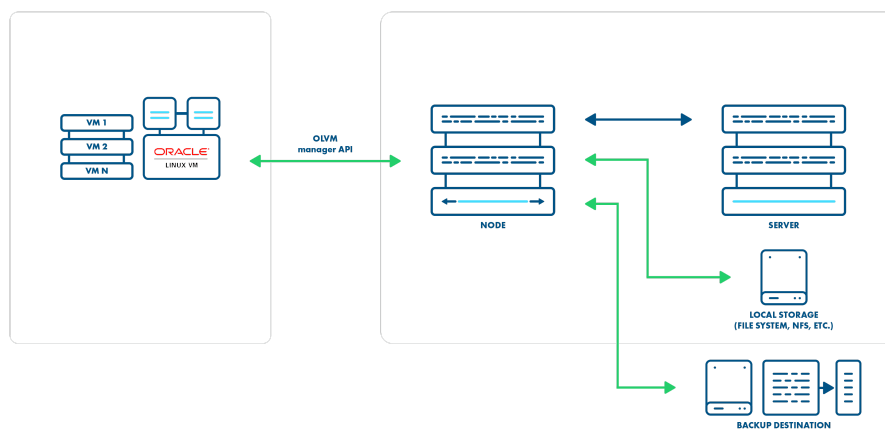 VM 1
VM 2
VM N
ORACLE
LINUX VM
OLVM
manager API
NODE
SERVER
LOCAL STORAGE
(FILE SYSTEM, NFS, ETC.)
BACKUP DESTINATION